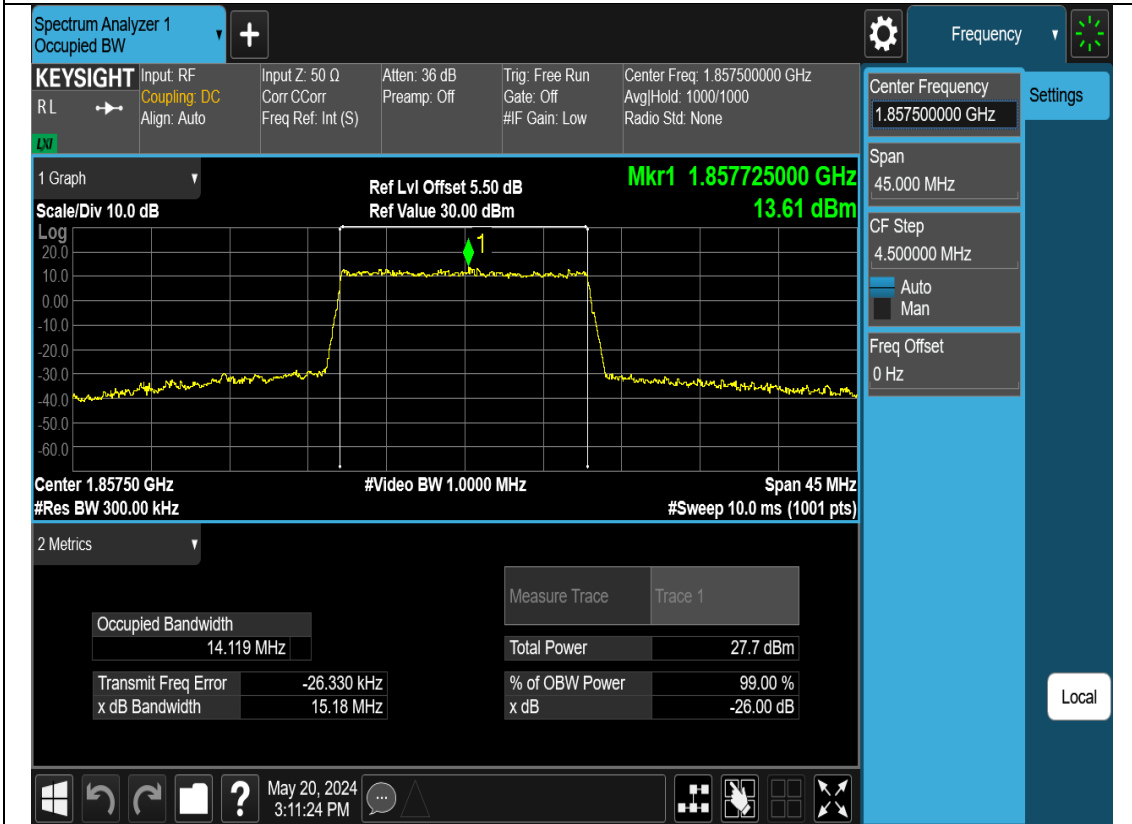 Spectrum Analyzer 1
Occupied BW
+
Frequency
KEYSIGHT
RL
LXI
Input: RF
Coupling: DC
Align: Auto
Input Z: 50 Ω
Corr CCorr
Freq Ref: Int (S)
Atten: 36 dB
Preamp: Off
Trig: Free Run
Gate: Off
#IF Gain: Low
Center Freq: 1.857500000 GHz
Avg|Hold: 1000/1000
Radio Std: None
Center Frequency
1.857500000 GHz
Settings
Span
45.000 MHz
CF Step
4.500000 MHz
Auto
Man
Freq Offset
0 Hz
Local
1 Graph
Scale/Div 10.0 dB
Ref Lvl Offset 5.50 dB
Ref Value 30.00 dBm
Mkr1 1.857725000 GHz
13.61 dBm
Log
1
20.0
10.0
0.00
-10.0
-20.0
-30.0
-40.0
-50.0
-60.0
Center 1.85750 GHz
#Res BW 300.00 kHz
#Video BW 1.0000 MHz
Span 45 MHz
#Sweep 10.0 ms (1001 pts)
2 Metrics
Measure Trace Trace 1
Occupied Bandwidth
14.119 MHz
Total Power 27.7 dBm
Transmit Freq Error -26.330 kHz
% of OBW Power 99.00 %
x dB Bandwidth 15.18 MHz
x dB -26.00 dB
?
May 20, 2024
3:11:24 PM